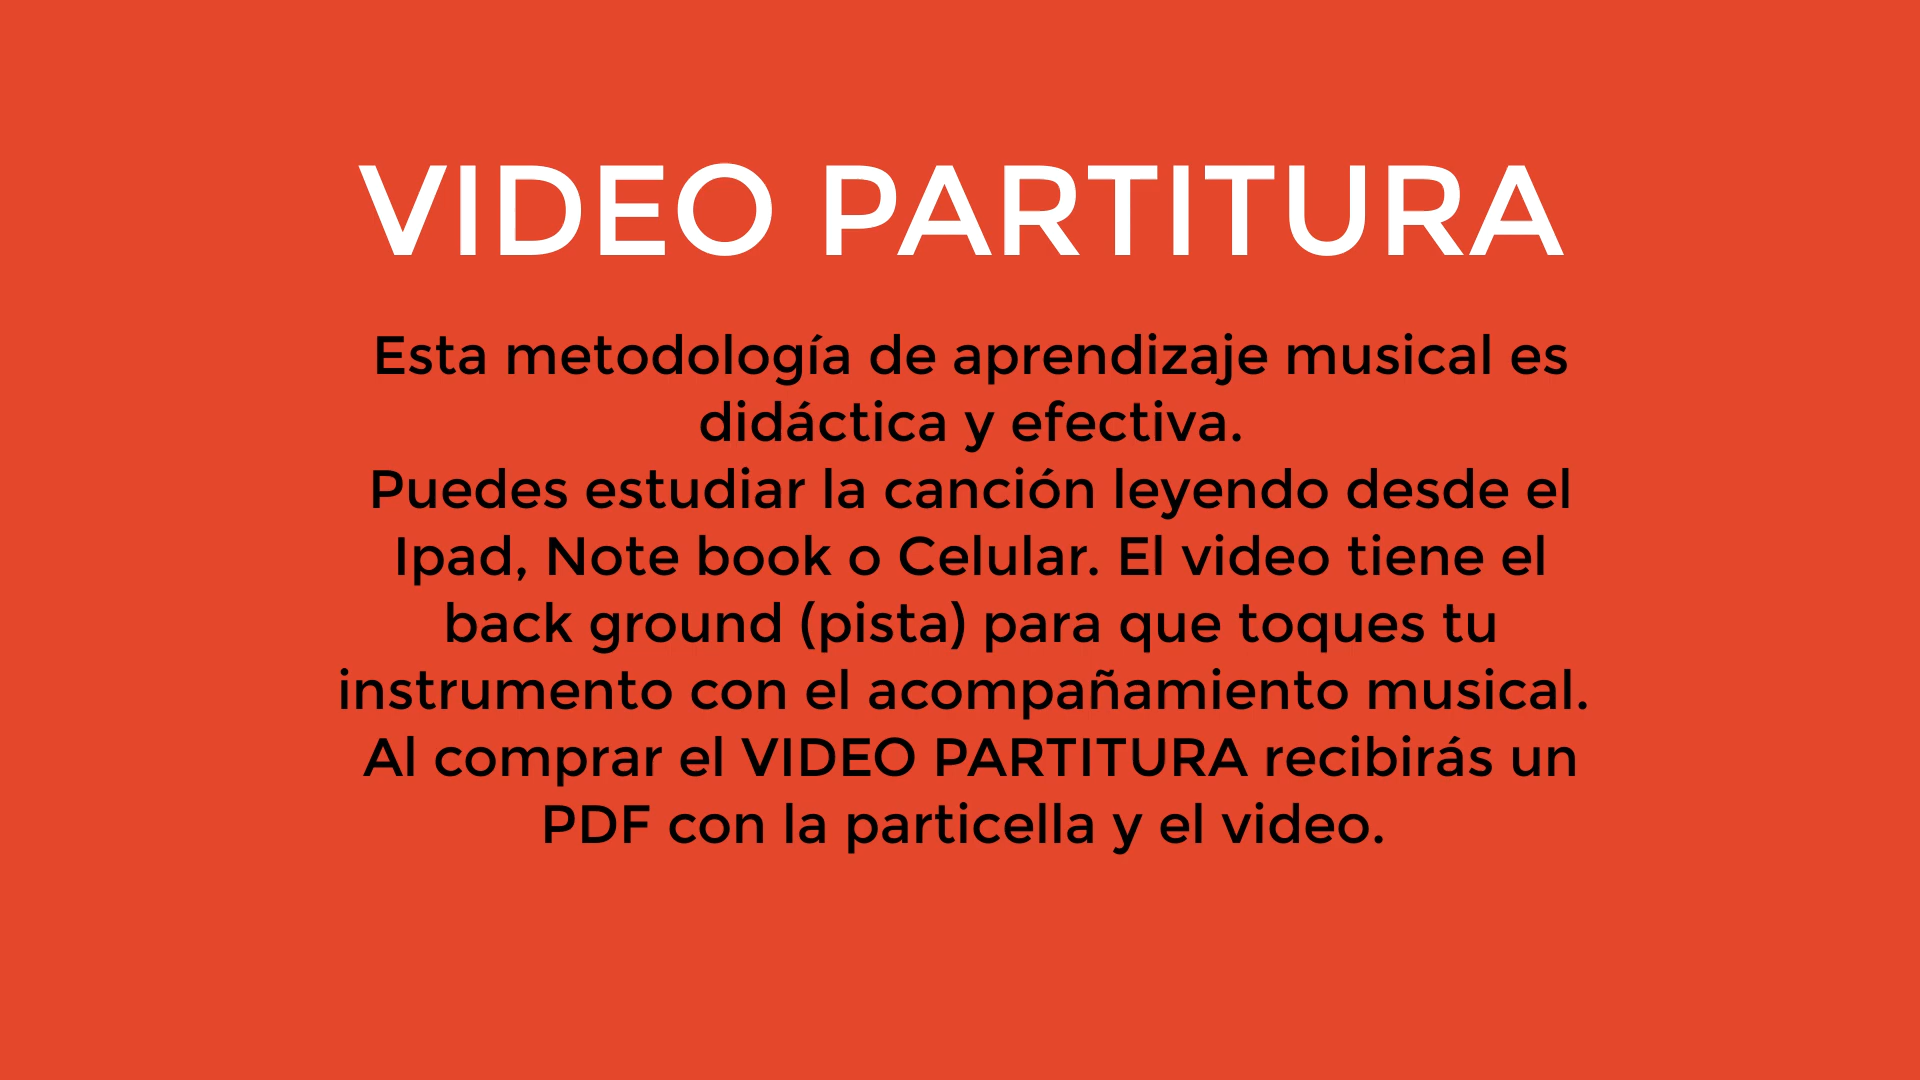 VIDEO PARTITURA
Esta metodología de aprendizaje musical es
didáctica y efectiva.
Puedes estudiar la canción leyendo desde el
Ipad, Note book o Celular. El video tiene el
back ground (pista) para que toques tu
instrumento con el acompañamiento musical.
Al comprar el VIDEO PARTITURA recibirás un
PDF con la particella y el video.